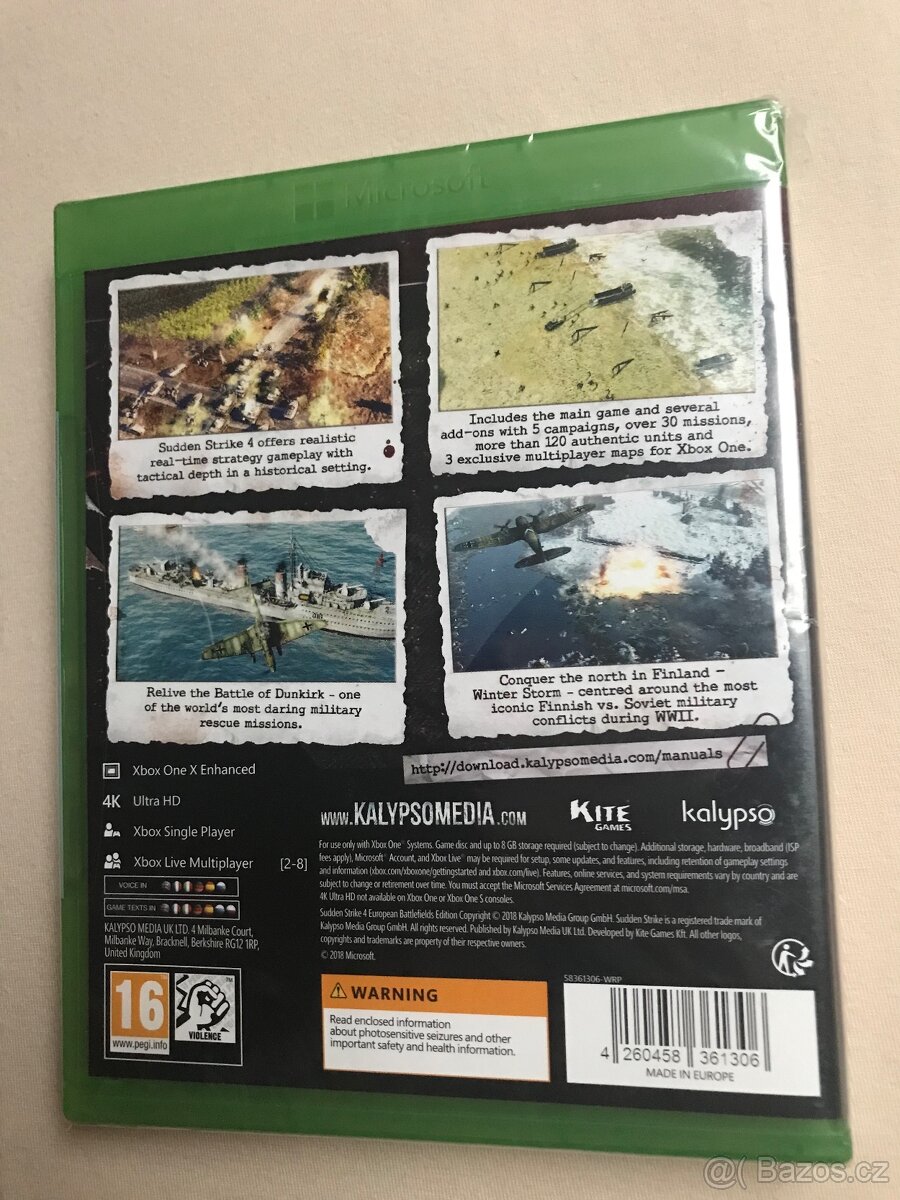 Microsoft
Sudden Strike 4 offers realistic
real-time strategy gameplay with
tactical depth in a historical setting.
Includes the main game and several
add-ons with 5 campaigns, over 30 missions,
more than 120 authentic units and
3 exclusive multiplayer maps for Xbox One.
Relive the Battle of Dunkirk - one
of the world's most daring military
rescue missions.
Conquer the north in Finland -
Winter Storm - centred around the most
iconic Finnish vs. Soviet military
conflicts during WWII.
http://download.kalypsomedia.com/manuals
Xbox One X Enhanced
4K Ultra HD
Xbox Single Player
Xbox Live Multiplayer [2-8]
VOICE IN
GAME TEXTS IN
KALYPSO MEDIA UK LTD. 4 Milbanke Court,
Milbanke Way, Bracknell, Berkshire RG12 1RP,
United Kingdom
www.KALYPSOMEDIA.com
KITE
GAMES
kalypso
For use only with Xbox One® Systems. Game disc and up to 8 GB storage required (subject to change). Additional storage, hardware, broadband (ISP
fees apply), Microsoft® Account, and Xbox Live® may be required for setup, some updates, and features, including retention of gameplay settings
and information (xbox.com/xboxone/gettingstarted and xbox.com/live). Features, online services, and system requirements vary by country and are
subject to change or retirement over time. You must accept the Microsoft Services Agreement at microsoft.com/msa.
4K Ultra HD not available on Xbox One or Xbox One S consoles.
Sudden Strike 4 European Battlefields Edition Copyright © 2018 Kalypso Media Group GmbH. Sudden Strike is a registered trade mark of
Kalypso Media Group GmbH. All rights reserved. Published by Kalypso Media UK Ltd. Developed by Kite Games Kft. All other logos,
copyrights and trademarks are property of their respective owners.
© 2018 Microsoft.
16
www.pegi.info
VIOLENCE
WARNING
Read enclosed information
about photosensitive seizures and other
important safety and health information.
S8361306-WRP
4 260458 361306
MADE IN EUROPE
@( Bazos.cz